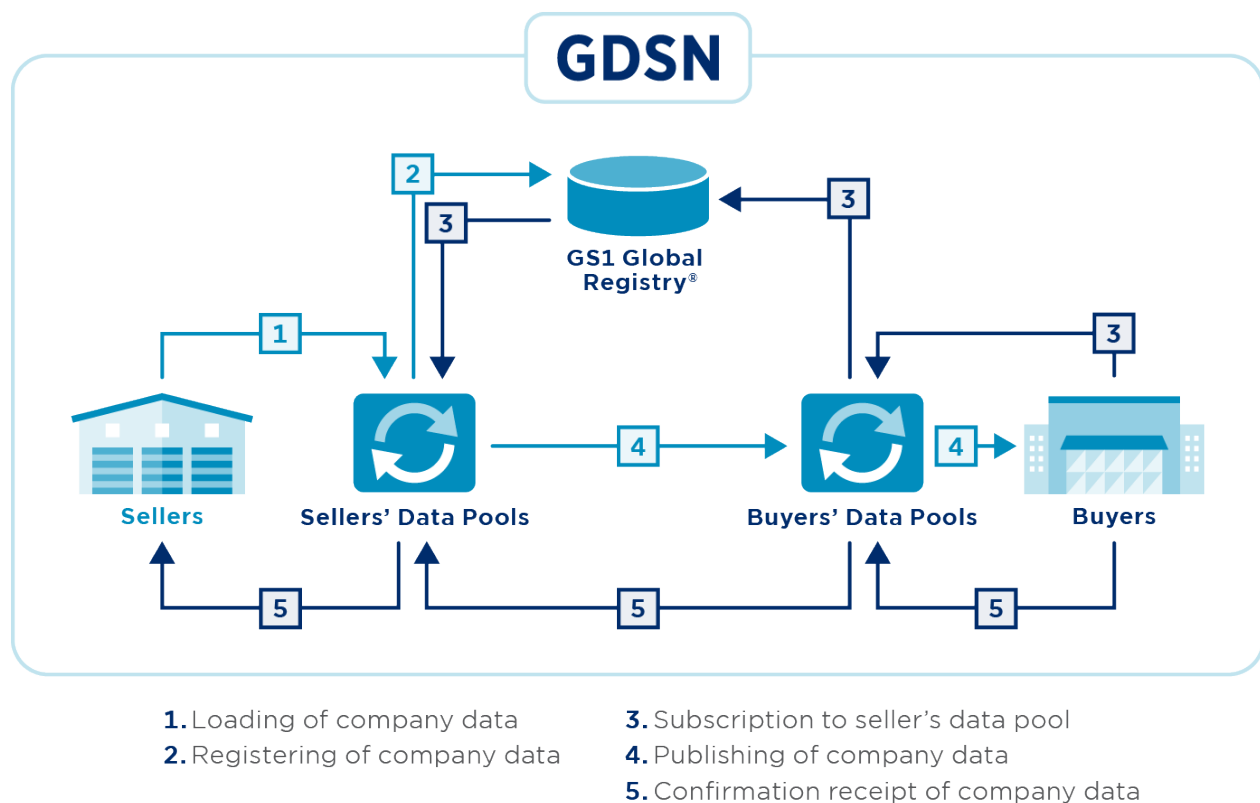 GDSN
2
3
3
GS1 Global
Registry®
1
3
4
4
Sellers
Sellers’ Data Pools
Buyers’ Data Pools
Buyers
5
5
5
1. Loading of company data
2. Registering of company data
3. Subscription to seller’s data pool
4. Publishing of company data
5. Confirmation receipt of company data